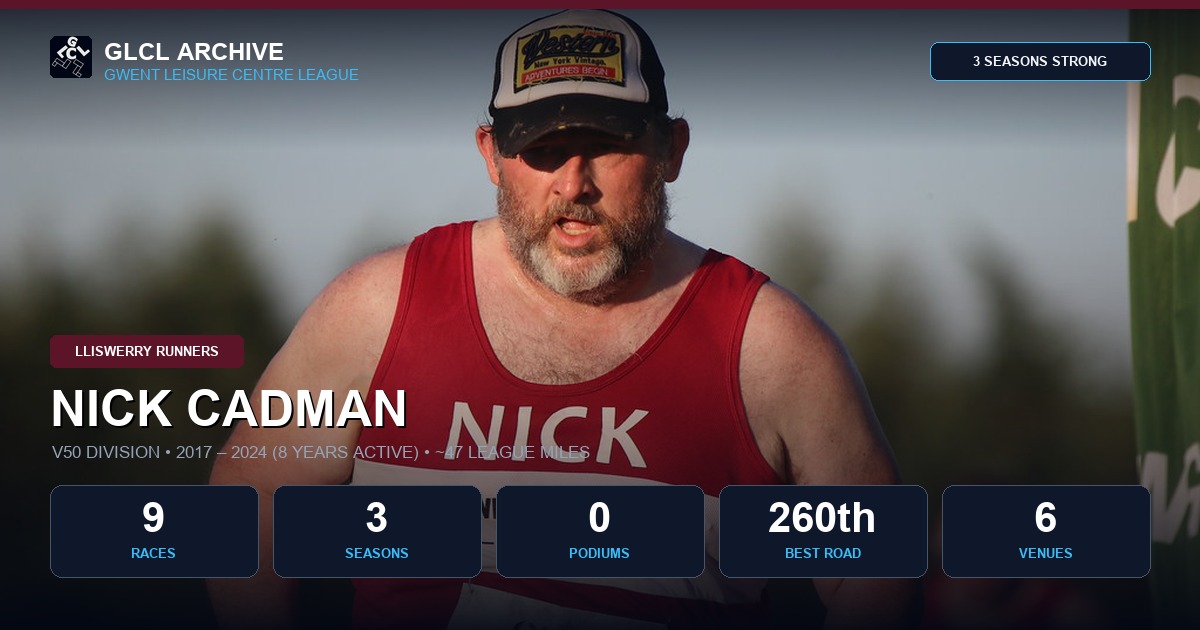 GLCL ARCHIVE
GWENT LEISURE CENTRE LEAGUE
3 SEASONS STRONG
Western
New York Vintage.
ADVENTURES BEGIN
LLISWERRY RUNNERS
NICK CADMAN
NICK
V50 DIVISION • 2017 – 2024 (8 YEARS ACTIVE) • ~47 LEAGUE MILES
9
RACES
3
SEASONS
0
PODIUMS
260th
BEST ROAD
6
VENUES